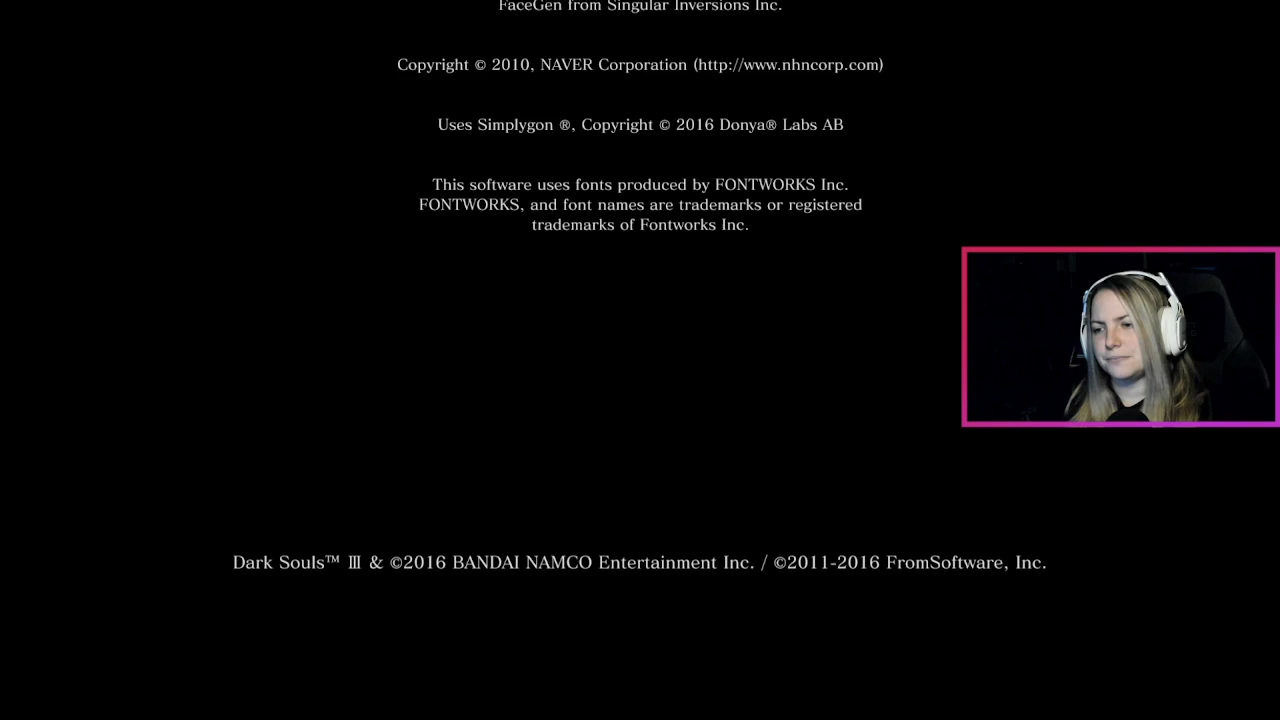 FaceGen from Singular Inversions Inc.
Copyright © 2010, NAVER Corporation (http://www.nhncorp.com)
Uses Simplygon ®, Copyright © 2016 Donya® Labs AB
This software uses fonts produced by FONTWORKS Inc.
FONTWORKS, and font names are trademarks or registered
trademarks of Fontworks Inc.
Dark Souls™ Ⅲ & ©2016 BANDAI NAMCO Entertainment Inc. / ©2011-2016 FromSoftware, Inc.